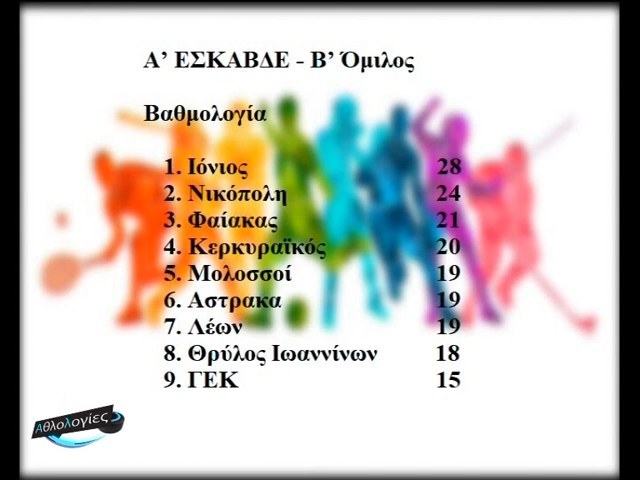 Α’ ΕΣΚΑΒΔΕ - Β’ Όμιλος
Βαθμολογία
1. Ιόνιος 28
2. Νικόπολη 24
3. Φαίακας 21
4. Κερκυραϊκός 20
5. Μολοσσοί 19
6. Αστρακα 19
7. Λέων 19
8. Θρύλος Ιωαννίνων 18
9. ΓΕΚ 15
Αθλολογίες